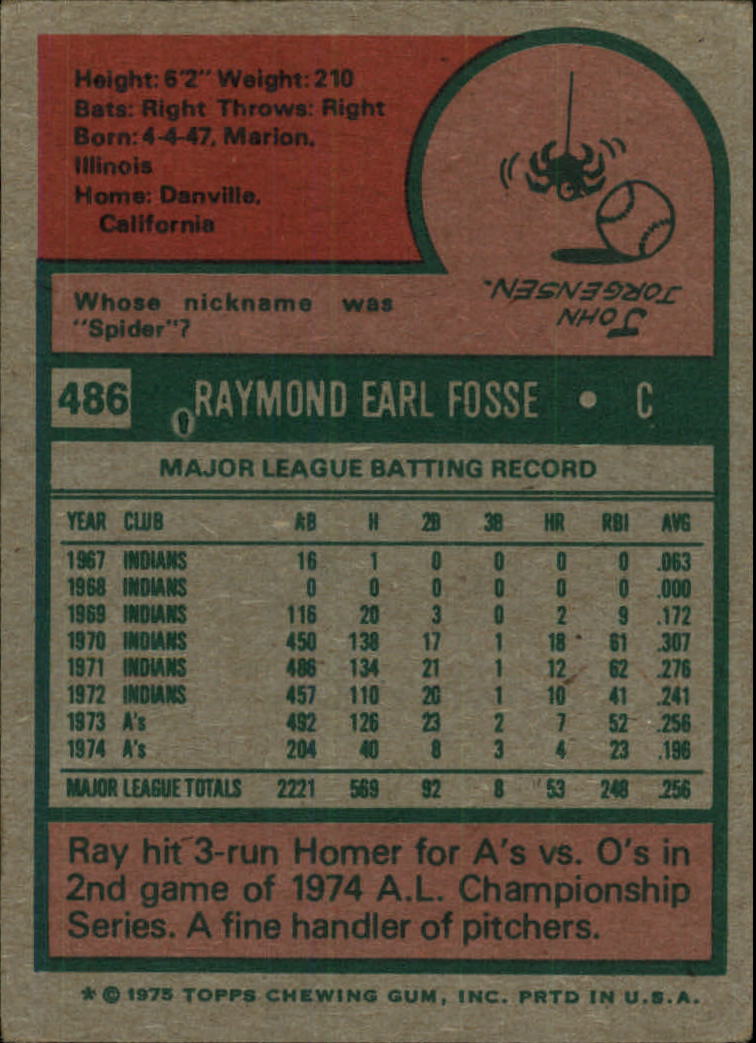 Height: 6'2" Weight: 210
Bats: Right Throws: Right
Born: 4-4-47, Marion,
Illinois
Home: Danville,
California
Whose nickname was
"Spider"?
JOHN
JORGENSEN.
486 RAYMOND EARL FOSSE • C
MAJOR LEAGUE BATTING RECORD
YEAR CLUB AB H 2B 3B HR RBI AVG
1967 INDIANS 16 1 0 0 0 0 .063
1968 INDIANS 0 0 0 0 0 0 .000
1969 INDIANS 116 20 3 0 2 9 .172
1970 INDIANS 450 138 17 1 18 61 .307
1971 INDIANS 486 134 21 1 12 62 .276
1972 INDIANS 457 110 20 1 10 41 .241
1973 A's 492 126 23 2 7 52 .256
1974 A's 204 40 8 3 4 23 .196
MAJOR LEAGUE TOTALS 2221 569 92 8 53 248 .256
Ray hit 3-run Homer for A's vs. O's in
2nd game of 1974 A.L. Championship
Series. A fine handler of pitchers.
* © 1975 TOPPS CHEWING GUM, INC. PRTD IN U.S.A.